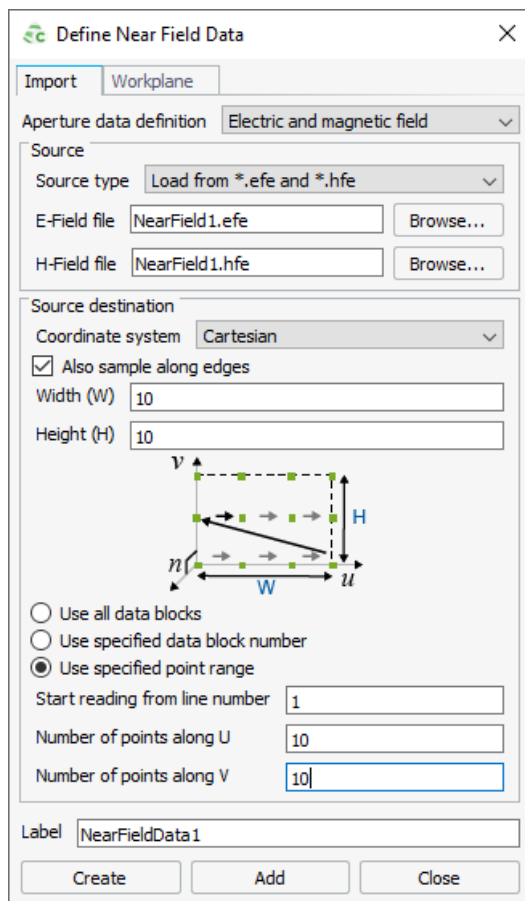 Define Near Field Data
Import Workplane
Aperture data definition Electric and magnetic field
Source
Source type Load from *.efe and *.hfe
E-Field file NearField1.efe Browse...
H-Field file NearField1.hfe Browse...
Source destination
Coordinate system Cartesian
Also sample along edges
Width (W) 10
Height (H) 10
v
H
n
W u
Use all data blocks
Use specified data block number
Use specified point range
Start reading from line number 1
Number of points along U 10
Number of points along V 10
Label NearFieldData1
Create Add Close